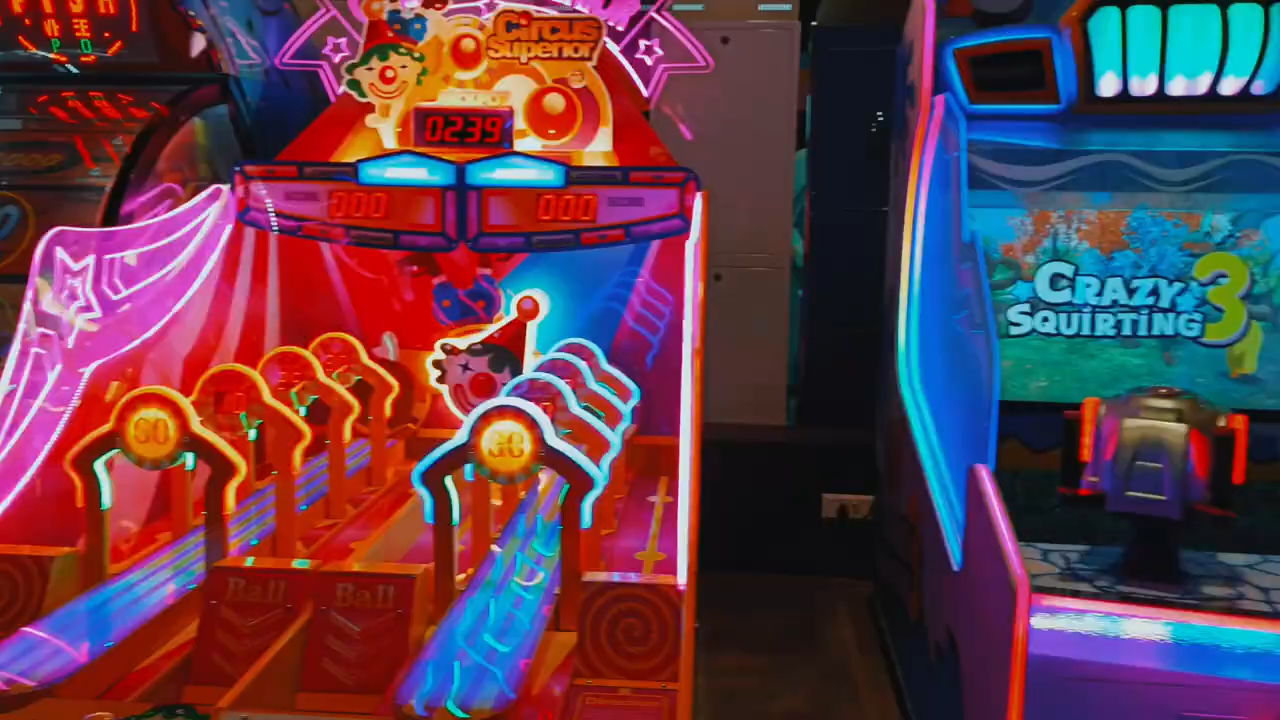 Circus
Superior
0239
000
000
CRAZY
SQUIRTING 3
GO
GO
Ball
Ball